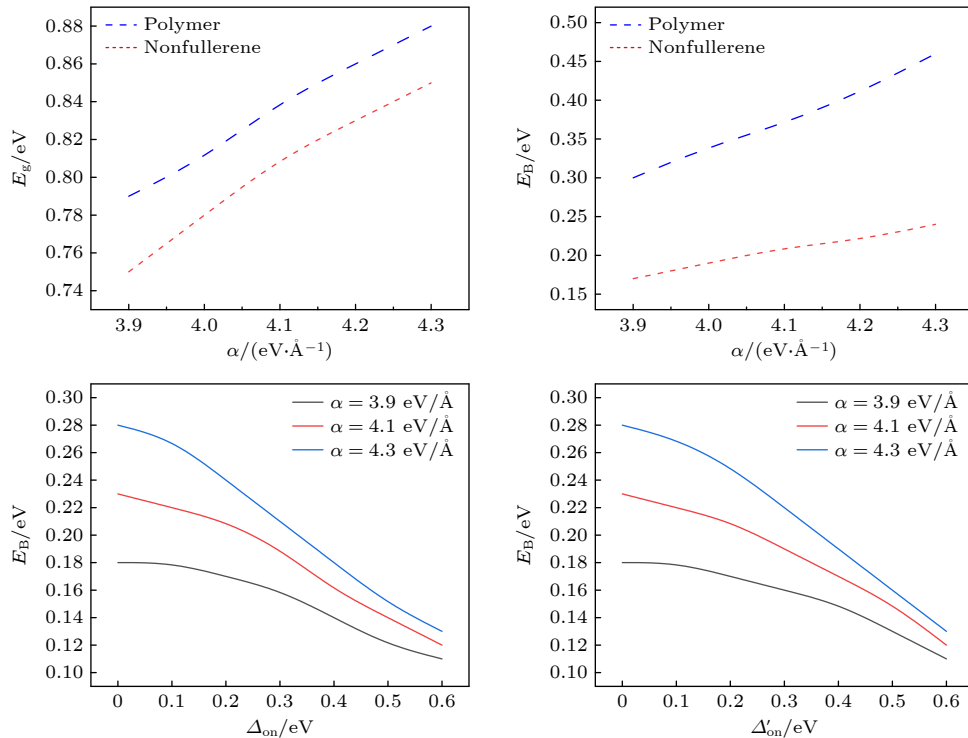 Polymer
Nonfullerene
0.88
0.86
0.84
0.82
0.80
0.78
0.76
0.74
E_g/eV
3.9 4.0 4.1 4.2 4.3
α/(eV·Å⁻¹)
Polymer
Nonfullerene
0.50
0.45
0.40
0.35
0.30
0.25
0.20
0.15
E_B/eV
3.9 4.0 4.1 4.2 4.3
α/(eV·Å⁻¹)
α = 3.9 eV/Å
α = 4.1 eV/Å
α = 4.3 eV/Å
0.30
0.28
0.26
0.24
0.22
0.20
0.18
0.16
0.14
0.12
0.10
E_B/eV
0 0.1 0.2 0.3 0.4 0.5 0.6
Δ_on/eV
α = 3.9 eV/Å
α = 4.1 eV/Å
α = 4.3 eV/Å
0.30
0.28
0.26
0.24
0.22
0.20
0.18
0.16
0.14
0.12
0.10
E_B/eV
0 0.1 0.2 0.3 0.4 0.5 0.6
Δ′_on/eV